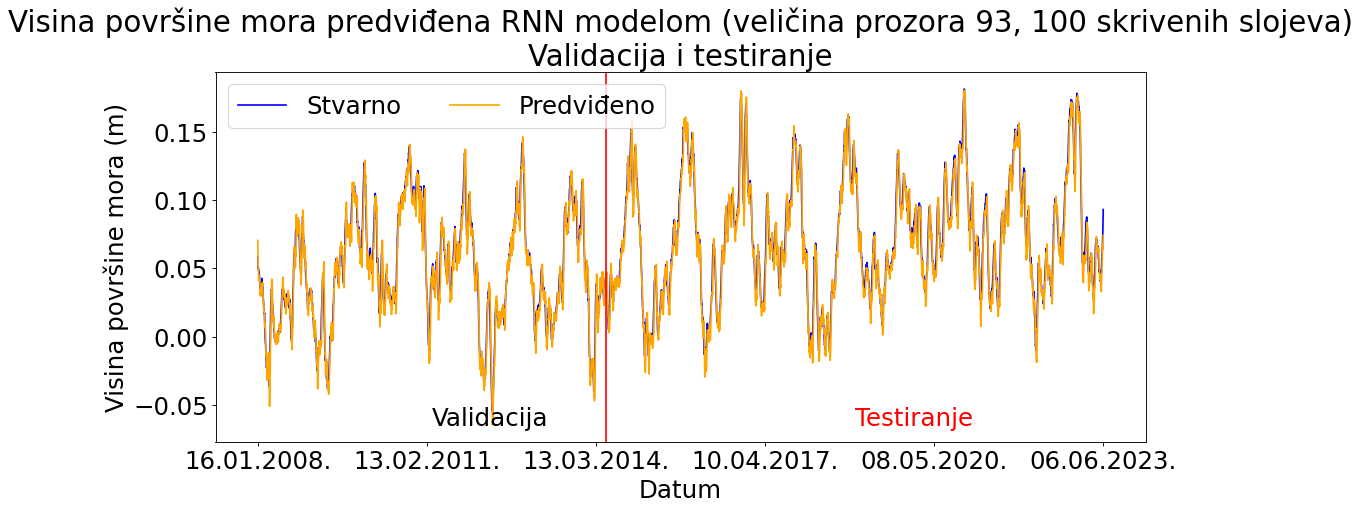 Visina površine mora predviđena RNN modelom (veličina prozora 93, 100 skrivenih slojeva)
Validacija i testiranje
Stvarno
Predviđeno
Visina površine mora (m)
0.15
0.10
0.05
0.00
−0.05
Validacija
Testiranje
16.01.2008.
13.02.2011.
13.03.2014.
10.04.2017.
08.05.2020.
06.06.2023.
Datum